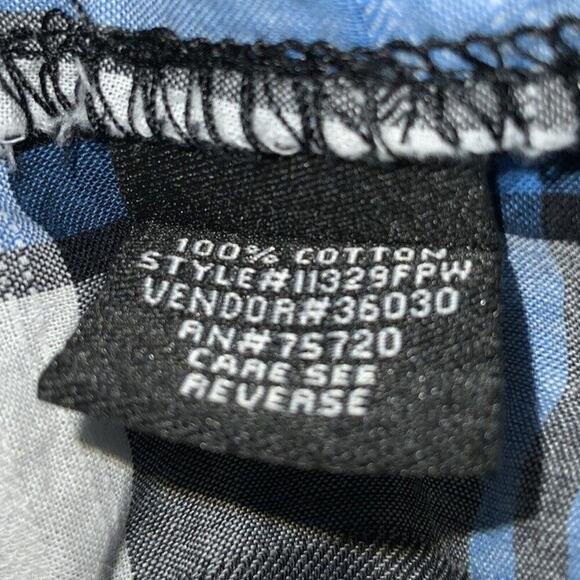 100% COTTON
STYLE#11329FPW
VENDOR#36030
AN#75720
CARE SEE
REVERSE